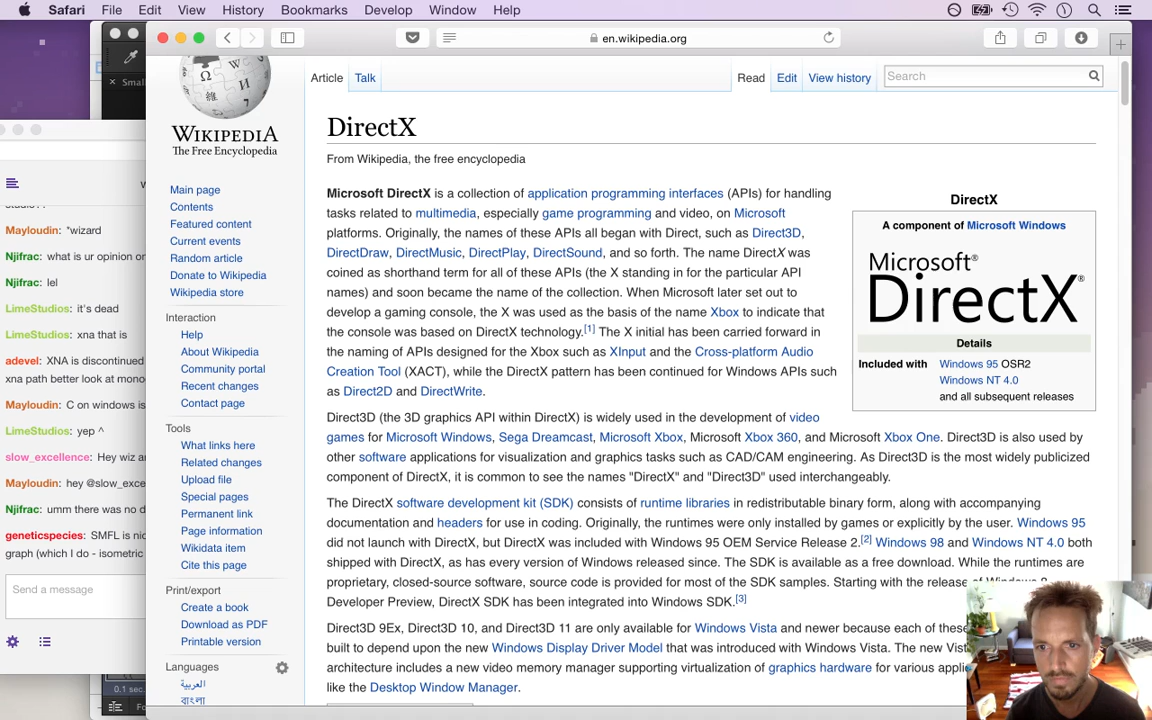 Safari File Edit View History Bookmarks Develop Window Help
en.wikipedia.org
Smal
WIKIPEDIA
The Free Encyclopedia
Main page
Contents
Featured content
Current events
Random article
Donate to Wikipedia
Wikipedia store
Interaction
Help
About Wikipedia
Community portal
Recent changes
Contact page
Tools
What links here
Related changes
Upload file
Special pages
Permanent link
Page information
Wikidata item
Cite this page
Print/export
Create a book
Download as PDF
Printable version
Languages
العربية
বাংলা
Article Talk Read Edit View history Search
DirectX
From Wikipedia, the free encyclopedia
Microsoft DirectX is a collection of application programming interfaces (APIs) for handling
tasks related to multimedia, especially game programming and video, on Microsoft
platforms. Originally, the names of these APIs all began with Direct, such as Direct3D,
DirectDraw, DirectMusic, DirectPlay, DirectSound, and so forth. The name DirectX was
coined as shorthand term for all of these APIs (the X standing in for the particular API
names) and soon became the name of the collection. When Microsoft later set out to
develop a gaming console, the X was used as the basis of the name Xbox to indicate that
the console was based on DirectX technology.[1] The X initial has been carried forward in
the naming of APIs designed for the Xbox such as XInput and the Cross-platform Audio
Creation Tool (XACT), while the DirectX pattern has been continued for Windows APIs such
as Direct2D and DirectWrite.
Direct3D (the 3D graphics API within DirectX) is widely used in the development of video
games for Microsoft Windows, Sega Dreamcast, Microsoft Xbox, Microsoft Xbox 360, and Microsoft Xbox One. Direct3D is also used by
other software applications for visualization and graphics tasks such as CAD/CAM engineering. As Direct3D is the most widely publicized
component of DirectX, it is common to see the names "DirectX" and "Direct3D" used interchangeably.
The DirectX software development kit (SDK) consists of runtime libraries in redistributable binary form, along with accompanying
documentation and headers for use in coding. Originally, the runtimes were only installed by games or explicitly by the user. Windows 95
did not launch with DirectX, but DirectX was included with Windows 95 OEM Service Release 2.[2] Windows 98 and Windows NT 4.0 both
shipped with DirectX, as has every version of Windows released since. The SDK is available as a free download. While the runtimes are
proprietary, closed-source software, source code is provided for most of the SDK samples. Starting with the release of Windows 8
Developer Preview, DirectX SDK has been integrated into Windows SDK.[3]
Direct3D 9Ex, Direct3D 10, and Direct3D 11 are only available for Windows Vista and newer because each of these
built to depend upon the new Windows Display Driver Model that was introduced with Windows Vista. The new Vist
architecture includes a new video memory manager supporting virtualization of graphics hardware for various appli
like the Desktop Window Manager.
DirectX
A component of Microsoft Windows
Microsoft®
DirectX®
Details
Included with Windows 95 OSR2
Windows NT 4.0
and all subsequent releases
Mayloudin: "wizard
Njifrac: what is ur opinion on
Njifrac: lel
LimeStudios: it's dead
LimeStudios: xna that is
adevel: XNA is discontinued
xna path better look at mono
Mayloudin: C on windows is
LimeStudios: yep ^
slow_excellence: Hey wiz ar
Mayloudin: hey @slow_exce
Njifrac: umm there was no d
geneticspecies: SMFL is nic
graph (which I do - isometric
Send a message
0.1 sec.